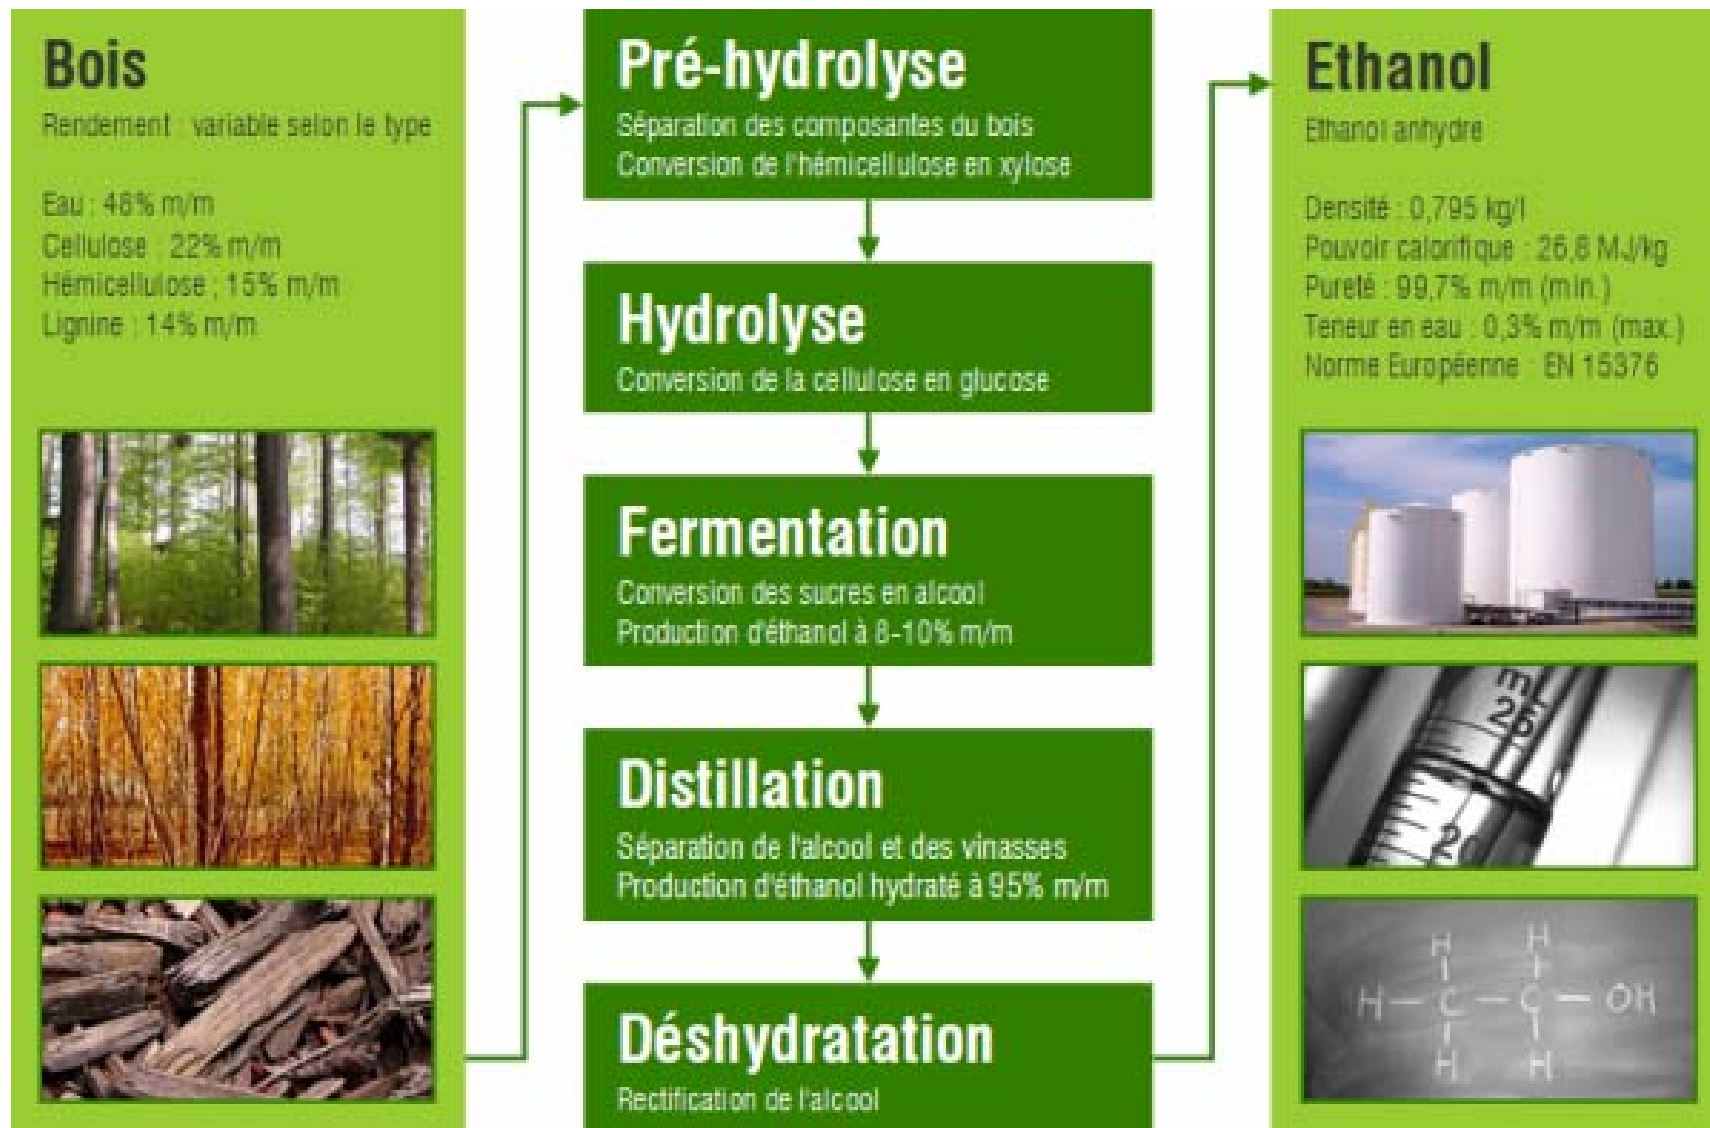 Bois
Rendement : variable selon le type
Eau : 48% m/m
Cellulose : 22% m/m
Hémicellulose : 15% m/m
Lignine : 14% m/m
Pré-hydrolyse
Séparation des composantes du bois
Conversion de l'hémicellulose en xylose
Hydrolyse
Conversion de la cellulose en glucose
Fermentation
Conversion des sucres en alcool
Production d'éthanol à 8-10% m/m
Distillation
Séparation de l'alcool et des vinasses
Production d'éthanol hydraté à 95% m/m
Déshydratation
Rectification de l'alcool
Ethanol
Ethanol anhydre
Densité : 0,795 kg/l
Pouvoir calorifique : 26,8 MJ/kg
Pureté : 99,7% m/m (min.)
Teneur en eau : 0,3% m/m (max.)
Norme Européenne : EN 15376
mL
25
20
H H
H — C — C — OH
H H